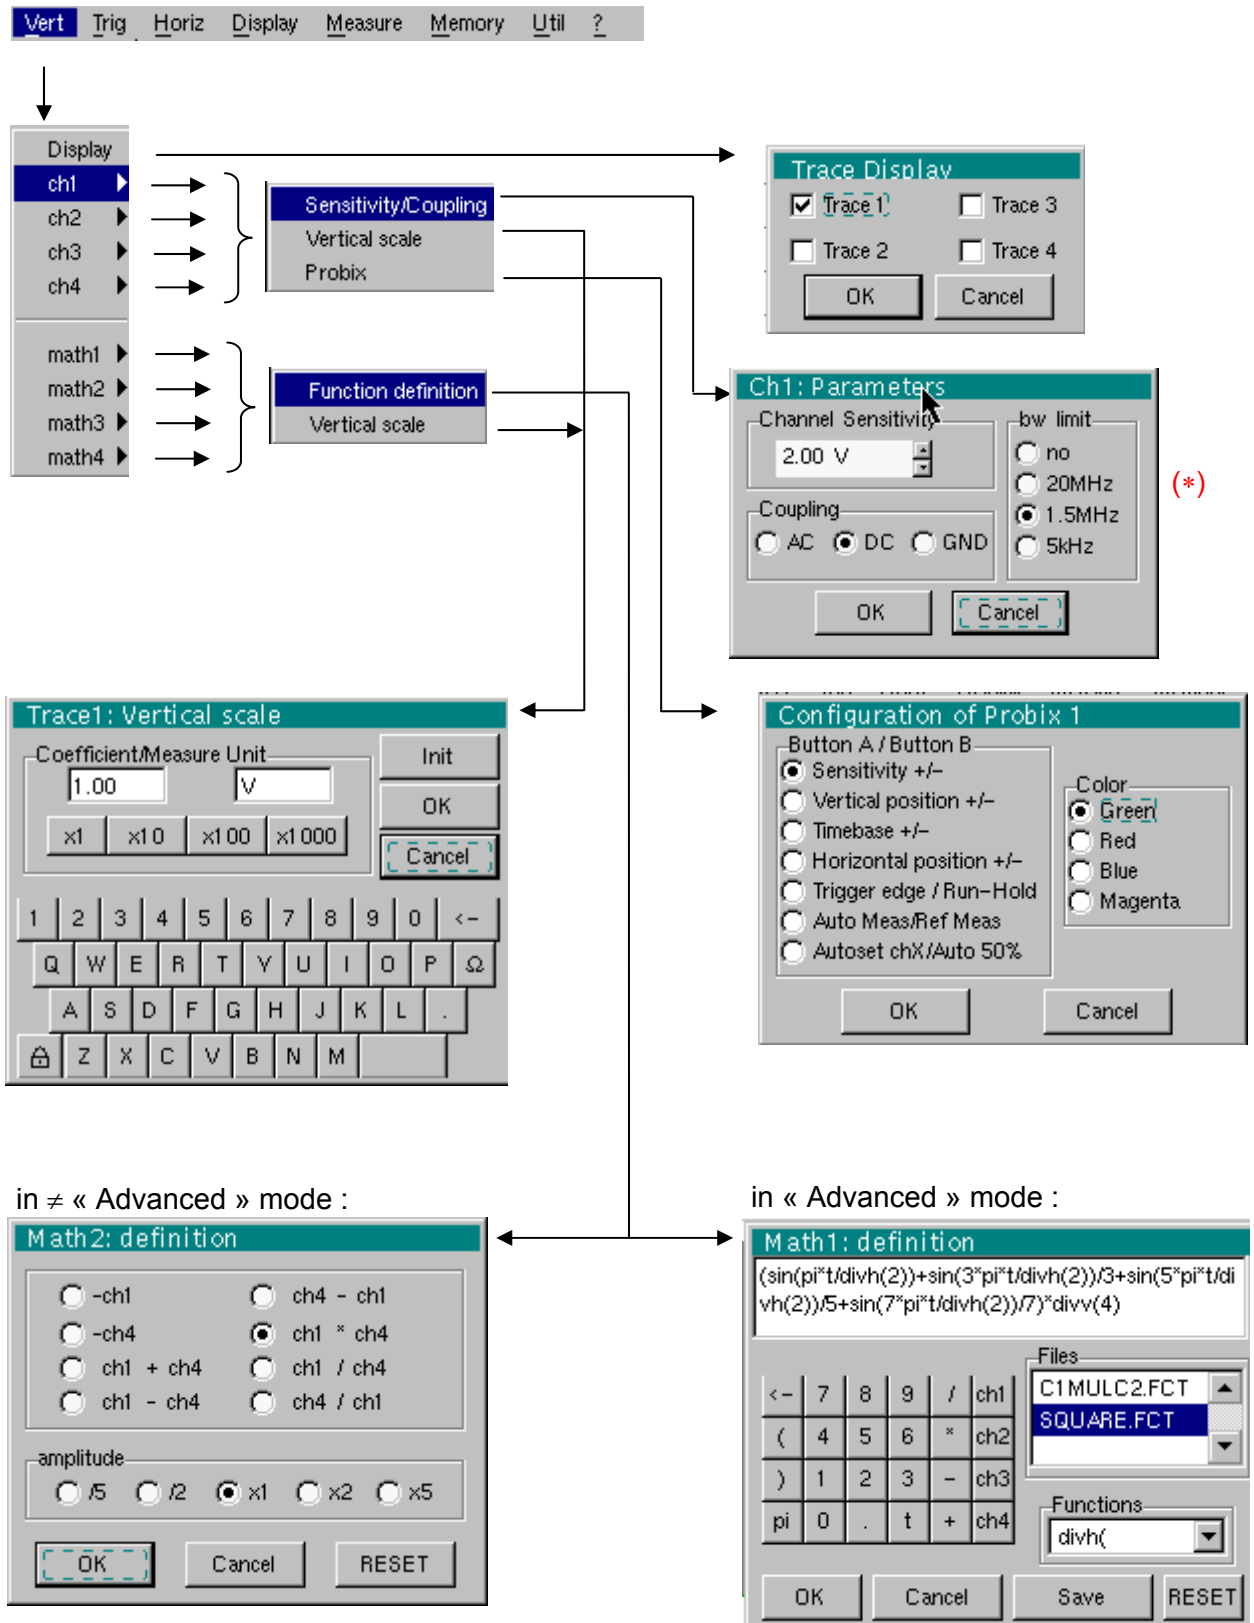 Vert Trig Horiz Display Measure Memory Util ?
Display
ch1
ch2
ch3
ch4
math1
math2
math3
math4
Sensitivity/Coupling
Vertical scale
Probix
Function definition
Vertical scale
Trace Display
Trace 1 Trace 3
Trace 2 Trace 4
OK Cancel
Ch1: Parameters
Channel Sensitivity
2.00 V
Coupling
AC DC GND
bw limit
no
20MHz
1.5MHz
5kHz
OK Cancel
(*)
Trace1: Vertical scale
Coefficient/Measure Unit
1.00 V
x1 x10 x100 x1000
Init
OK
Cancel
1 2 3 4 5 6 7 8 9 0 <-
Q W E R T Y U I O P Ω
A S D F G H J K L .
Z X C V B N M
Configuration of Probix 1
Button A / Button B
Sensitivity +/-
Vertical position +/-
Timebase +/-
Horizontal position +/-
Trigger edge / Run-Hold
Auto Meas/Ref Meas
Autoset chX/Auto 50%
Color
Green
Red
Blue
Magenta
OK Cancel
in ≠ « Advanced » mode :
Math2: definition
-ch1 ch4 - ch1
-ch4 ch1 * ch4
ch1 + ch4 ch1 / ch4
ch1 - ch4 ch4 / ch1
amplitude
/5 /2 x1 x2 x5
OK Cancel RESET
in « Advanced » mode :
Math1: definition
(sin(pi*t/divh(2))+sin(3*pi*t/divh(2))/3+sin(5*pi*t/di
vh(2))/5+sin(7*pi*t/divh(2))/7)*divv(4)
<- 7 8 9 / ch1
( 4 5 6 * ch2
) 1 2 3 - ch3
pi 0 . t + ch4
Files
C1MULC2.FCT
SQUARE.FCT
Functions
divh(
OK Cancel Save RESET